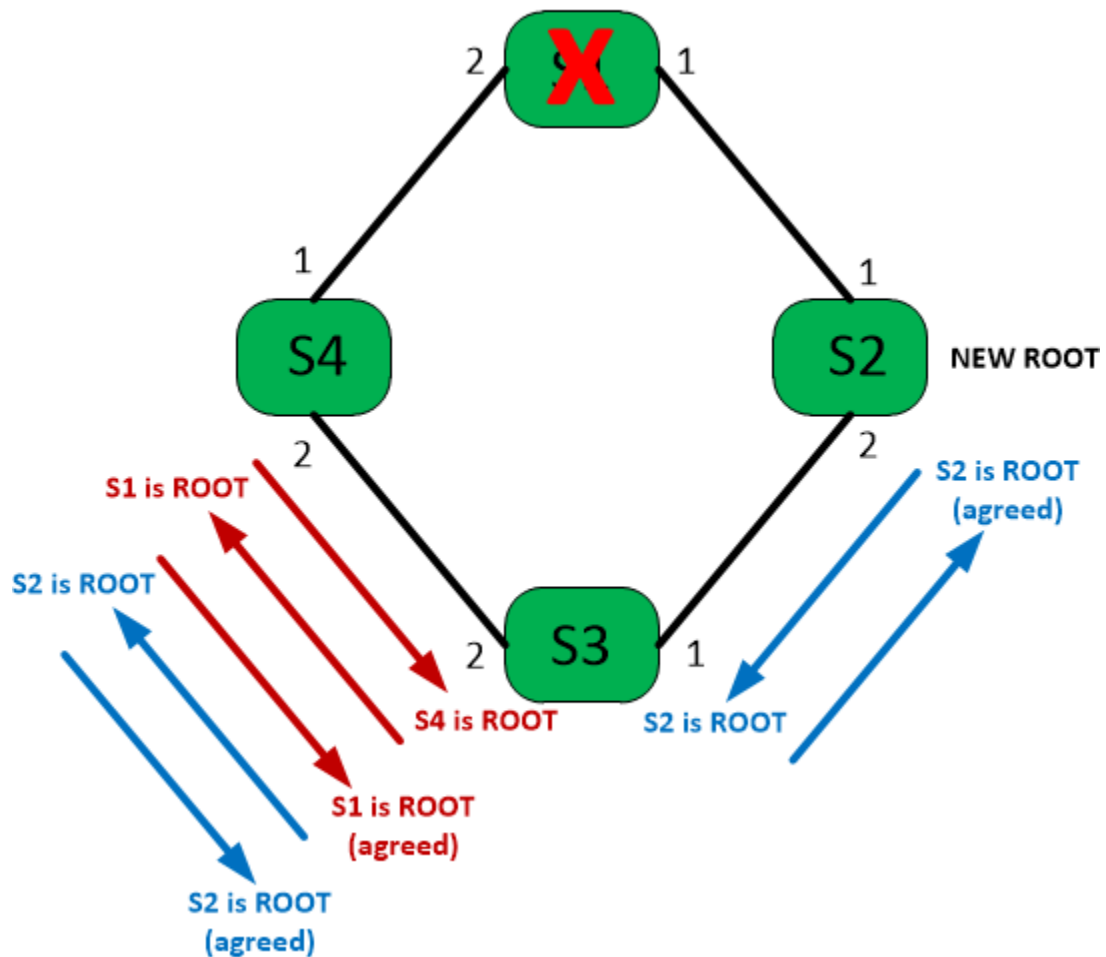 2
1
1
1
S4
S2
NEW ROOT
2
2
S1 is ROOT
S2 is ROOT
(agreed)
S2 is ROOT
2
S3
1
S4 is ROOT
S2 is ROOT
S1 is ROOT
(agreed)
S2 is ROOT
(agreed)